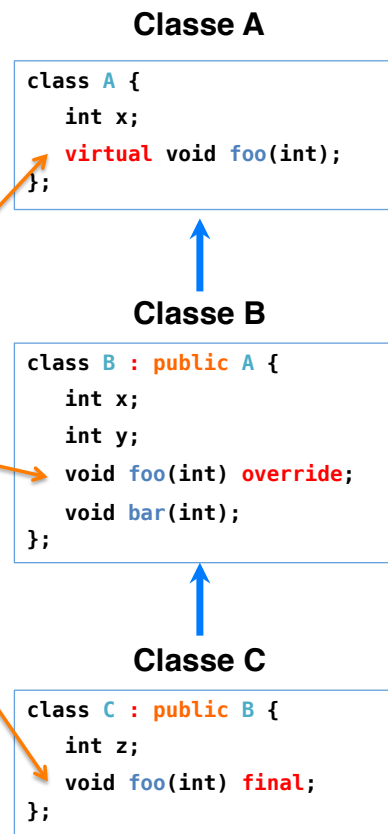 Classe A
class A {
int x;
virtual void foo(int);
};
Classe B
class B : public A {
int x;
int y;
void foo(int) override;
void bar(int);
};
Classe C
class C : public B {
int z;
void foo(int) final;
};